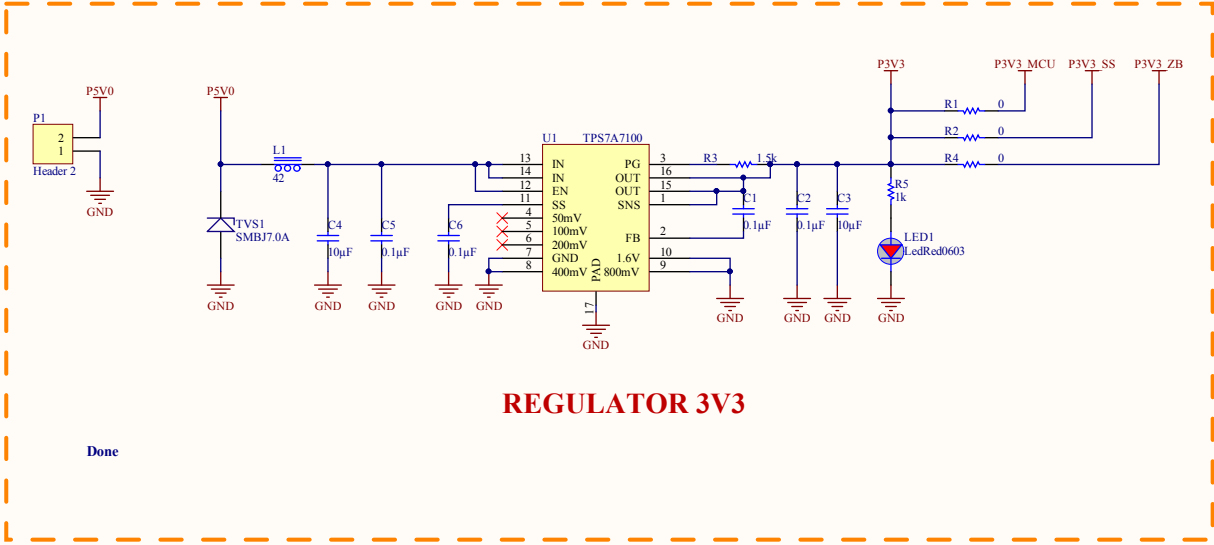 P3V3
P3V3_MCU
P3V3_SS
P3V3_ZB
P5V0
P5V0
R1
0
P1
2
1
Header 2
R2
0
U1
TPS7A7100
L1
42
13
IN
PG
3
R3
1.5k
R4
0
14
IN
OUT
16
12
EN
OUT
15
11
SS
SNS
1
4
50mV
5
100mV
6
200mV
FB
2
7
GND
1.6V
10
8
400mV
800mV
9
PAD
17
R5
1k
GND
TVS1
SMBJ7.0A
C4
10µF
C5
0.1µF
C6
0.1µF
C1
0.1µF
C2
0.1µF
C3
10µF
LED1
LedRed0603
GND
GND
GND
GND
GND
GND
GND
GND
GND
GND
REGULATOR 3V3
Done